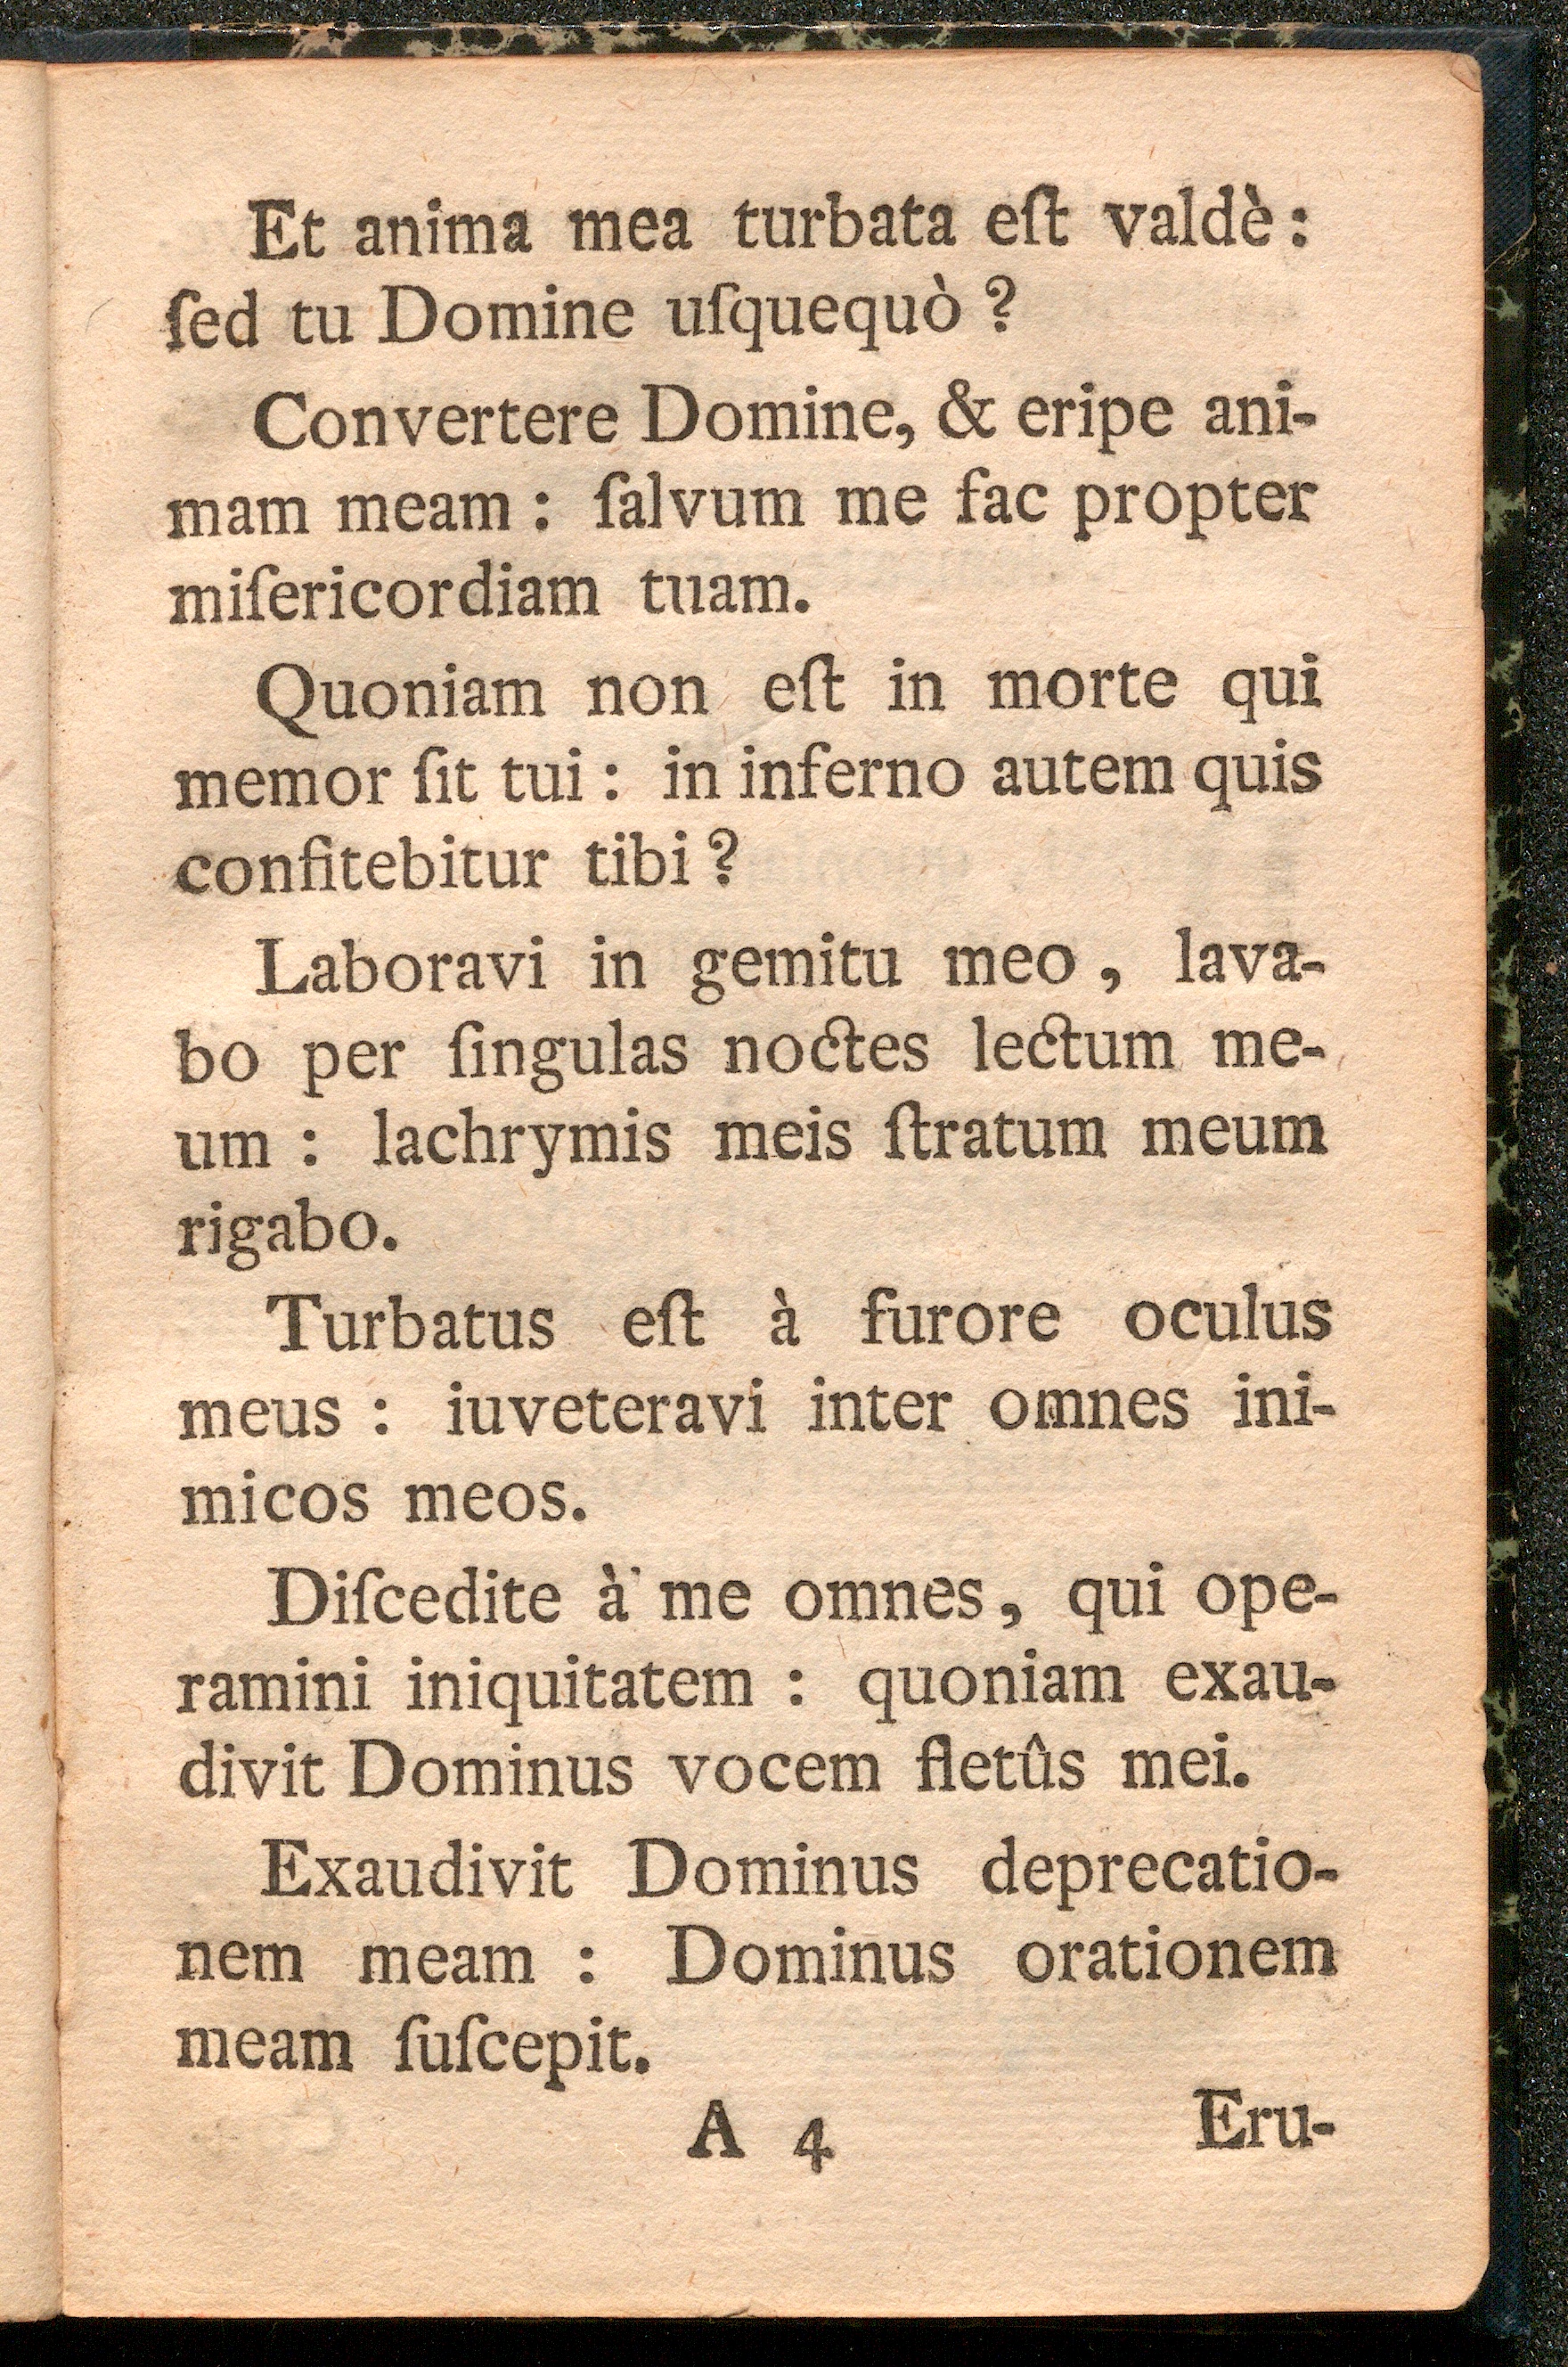 Et anima mea turbata eſt valdè:
ſed tu Domine uſquequò ?
Convertere Domine, & eripe ani-
mam meam : ſalvum me fac propter
miſericordiam tuam.
Quoniam non eſt in morte qui
memor ſit tui : in inferno autem quis
confitebitur tibi ?
Laboravi in gemitu meo , lava-
bo per ſingulas noctes lectum me-
um : lachrymis meis ſtratum meum
rigabo.
Turbatus eſt à furore oculus
meus : iuveteravi inter omnes ini-
micos meos.
Diſcedite à me omnes, qui ope-
ramini iniquitatem : quoniam exau-
divit Dominus vocem fletûs mei.
Exaudivit Dominus deprecatio-
nem meam : Dominus orationem
meam ſuſcepit.
A 4 Eru-